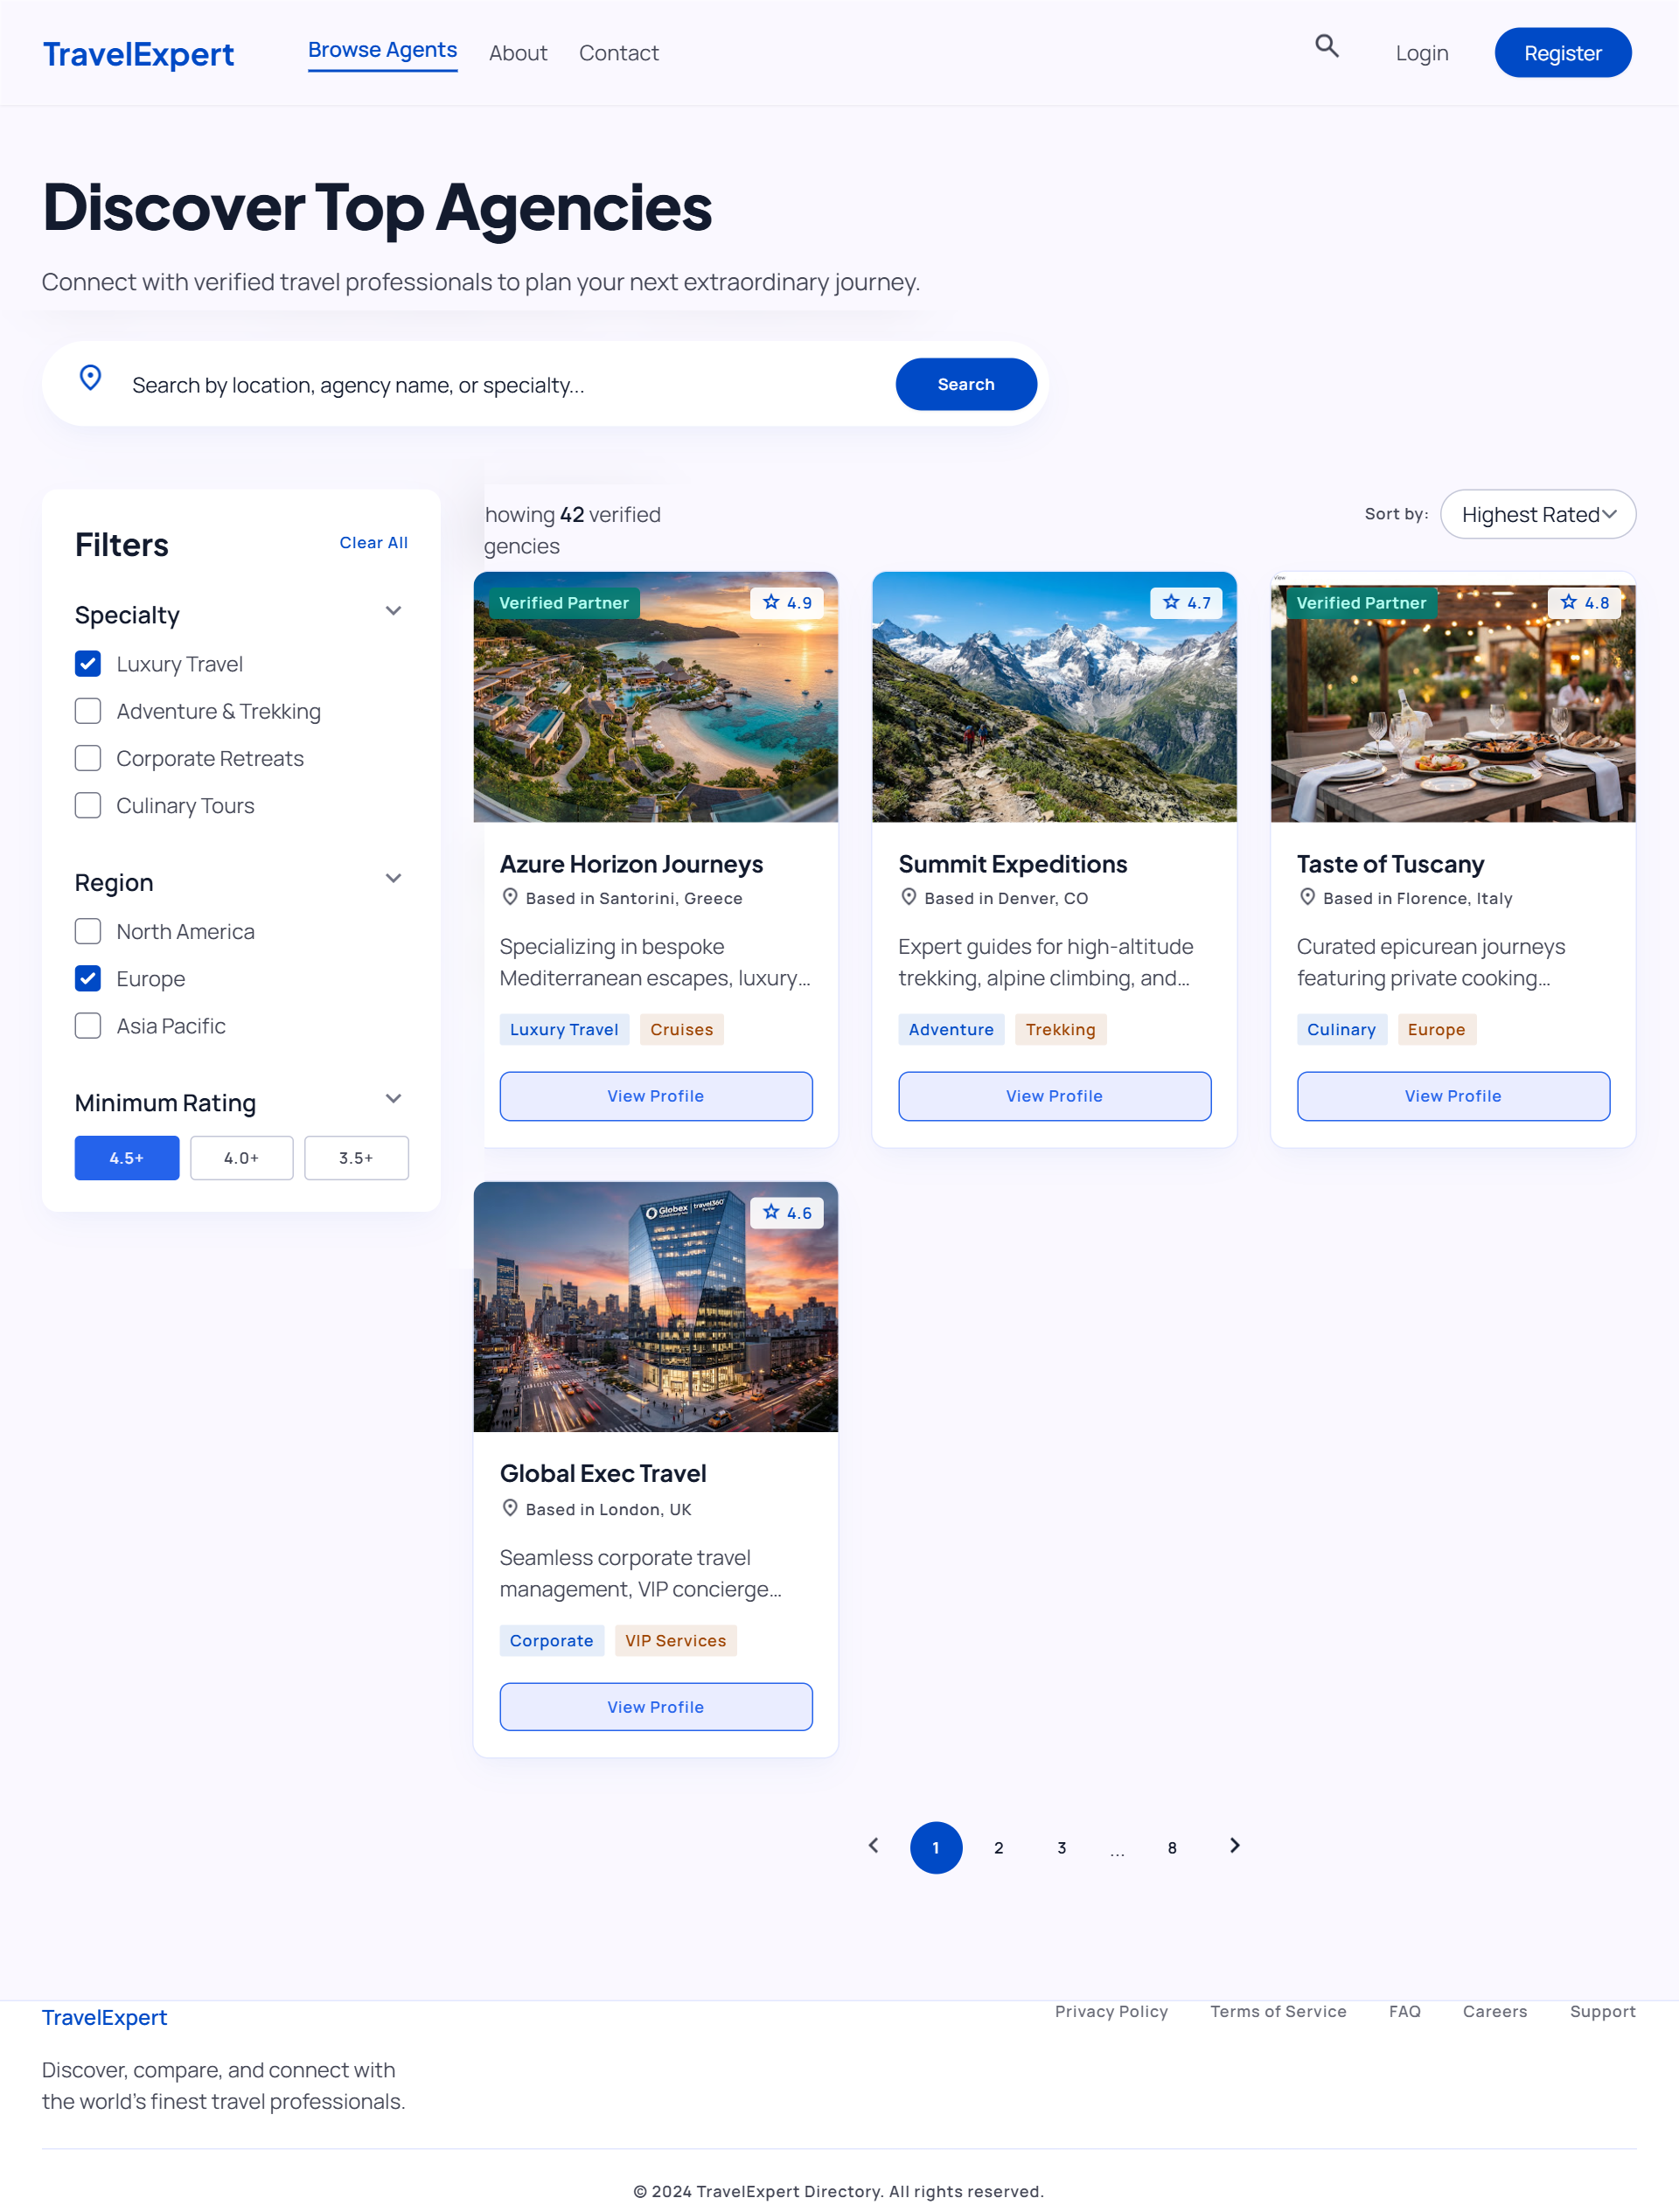 TravelExpert
Browse Agents
About
Contact
Login
Register
Discover Top Agencies
Connect with verified travel professionals to plan your next extraordinary journey.
Search by location, agency name, or specialty...
Search
Filters
Clear All
Specialty
Luxury Travel
Adventure & Trekking
Corporate Retreats
Culinary Tours
Region
North America
Europe
Asia Pacific
Minimum Rating
4.5+
4.0+
3.5+
howing 42 verified
gencies
Sort by:
Highest Rated
Verified Partner
4.9
Azure Horizon Journeys
Based in Santorini, Greece
Specializing in bespoke
Mediterranean escapes, luxury...
Luxury Travel
Cruises
View Profile
4.7
Summit Expeditions
Based in Denver, CO
Expert guides for high-altitude
trekking, alpine climbing, and...
Adventure
Trekking
View Profile
View
Verified Partner
4.8
Taste of Tuscany
Based in Florence, Italy
Curated epicurean journeys
featuring private cooking...
Culinary
Europe
View Profile
Globex
travel360°
4.6
Global Exec Travel
Based in London, UK
Seamless corporate travel
management, VIP concierge...
Corporate
VIP Services
View Profile
1
2
3
...
8
TravelExpert
Discover, compare, and connect with
the world's finest travel professionals.
Privacy Policy
Terms of Service
FAQ
Careers
Support
© 2024 TravelExpert Directory. All rights reserved.